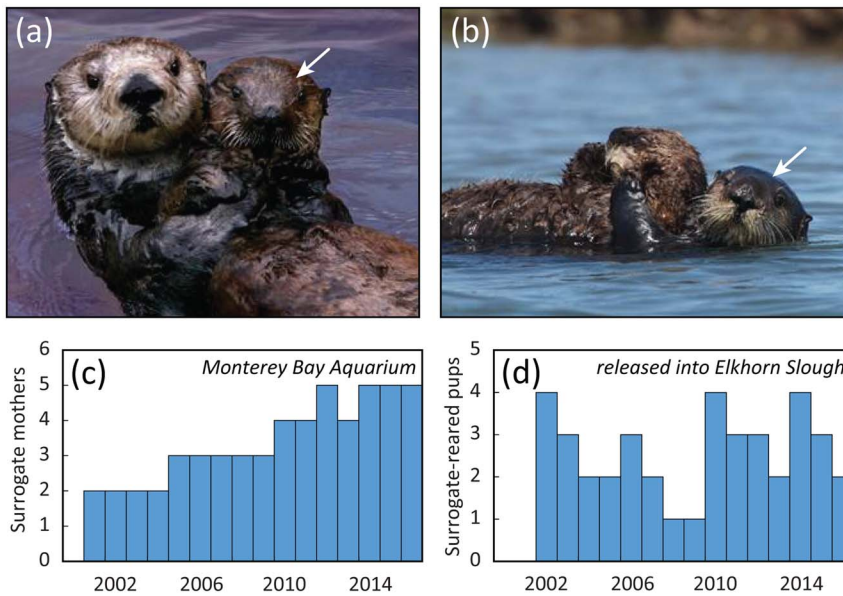 (a)
(b)
(c)
Monterey Bay Aquarium
Surrogate mothers
6
5
4
3
2
1
0
2002 2006 2010 2014
(d)
released into Elkhorn Slough
Surrogate-reared pups
5
4
3
2
1
0
2002 2006 2010 2014